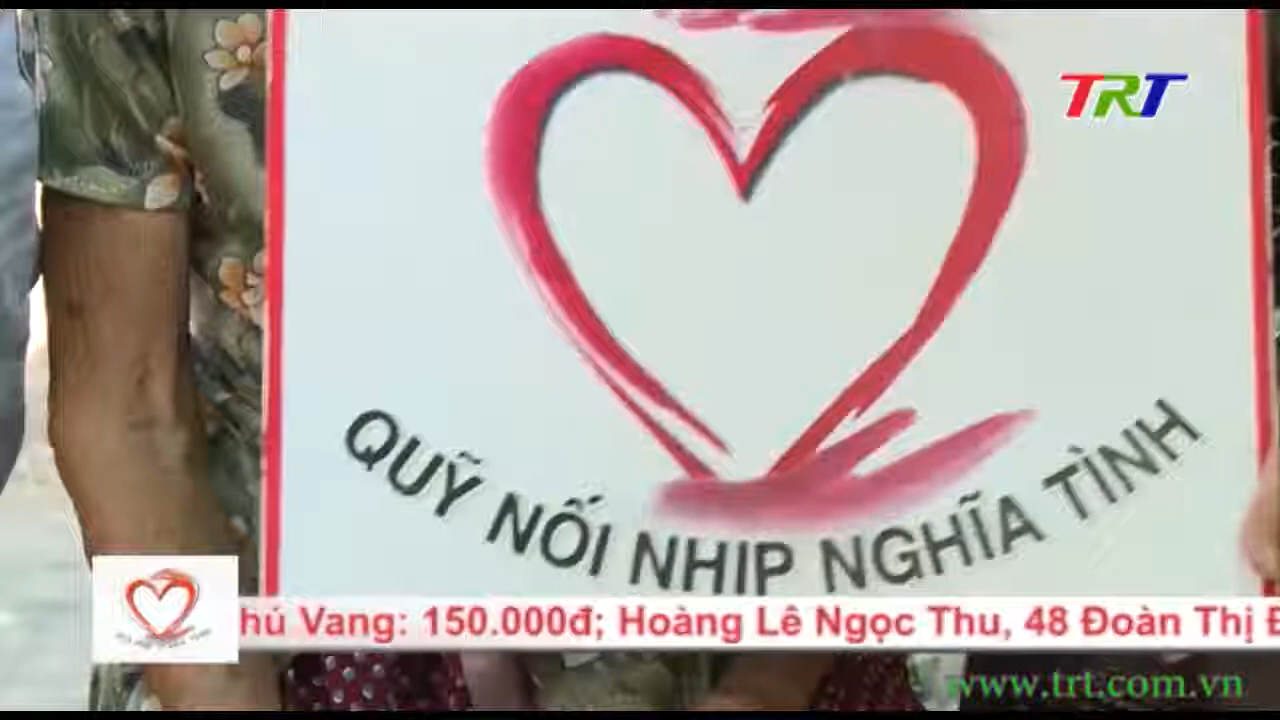 TRT
QUỸ NỐI NHIP NGHĨA TÌNH
hú Vang: 150.000đ; Hoàng Lê Ngọc Thu, 48 Đoàn Thị
www.trt.com.vn